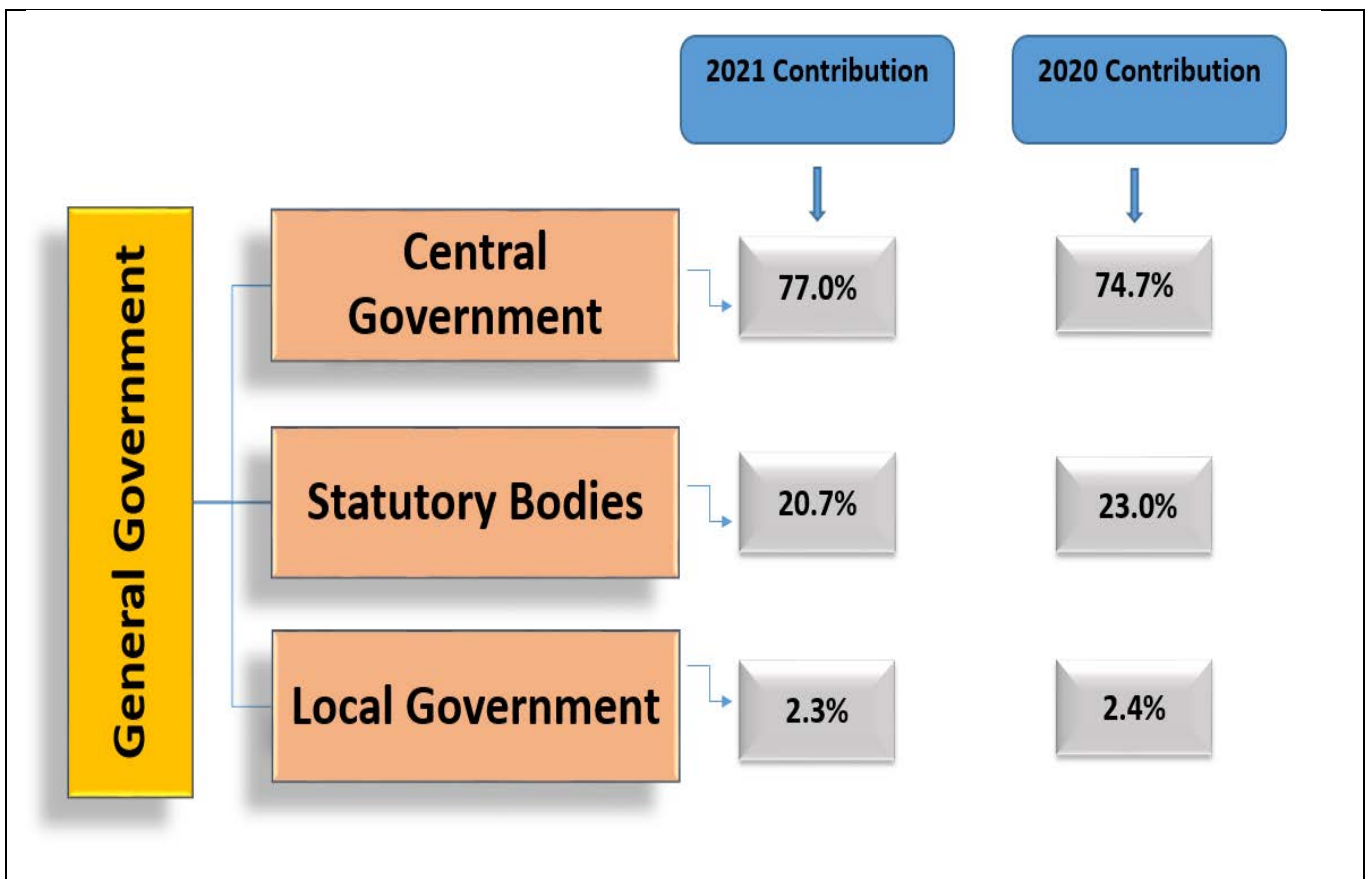 2021 Contribution
2020 Contribution
General Government
Central
Government
77.0%
74.7%
Statutory Bodies
20.7%
23.0%
Local Government
2.3%
2.4%